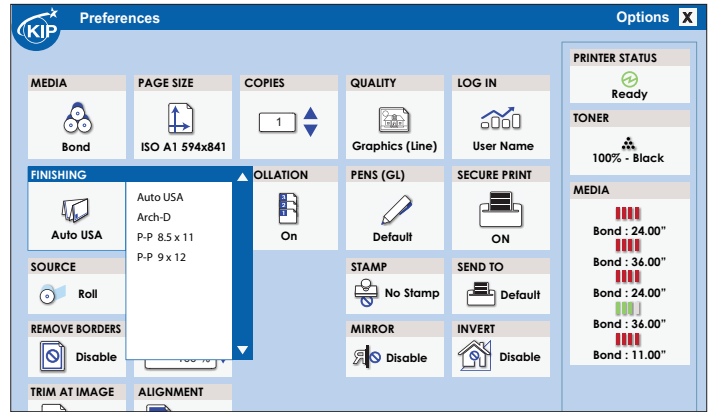 KIP
Preferences
Options X
PRINTER STATUS
Ready
TONER
100% - Black
MEDIA
Bond : 24.00"
Bond : 36.00"
Bond : 24.00"
Bond : 36.00"
Bond : 11.00"
MEDIA
Bond
PAGE SIZE
ISO A1 594x841
COPIES
1
QUALITY
Graphics (Line)
LOG IN
User Name
FINISHING
Auto USA
Auto USA
Arch-D
P-P 8.5 x 11
P-P 9 x 12
OLLATION
3
2
1
On
PENS (GL)
Default
SECURE PRINT
ON
SOURCE
Roll
STAMP
No Stamp
SEND TO
Default
REMOVE BORDERS
Disable
MIRROR
Disable
INVERT
Disable
TRIM AT IMAGE
ALIGNMENT